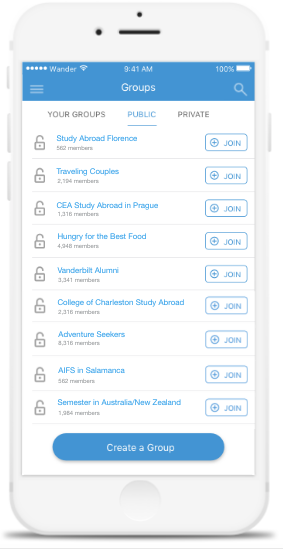 Wander 9:41 AM 100%
Groups
YOUR GROUPS PUBLIC PRIVATE
Study Abroad Florence
562 members
JOIN
Traveling Couples
2,194 members
JOIN
CEA Study Abroad in Prague
1,316 members
JOIN
Hungry for the Best Food
4,948 members
JOIN
Vanderbilt Alumni
3,341 members
JOIN
College of Charleston Study Abroad
2,316 members
JOIN
Adventure Seekers
8,316 members
JOIN
AIFS in Salamanca
562 members
JOIN
Semester in Australia/New Zealand
1,984 members
JOIN
Create a Group